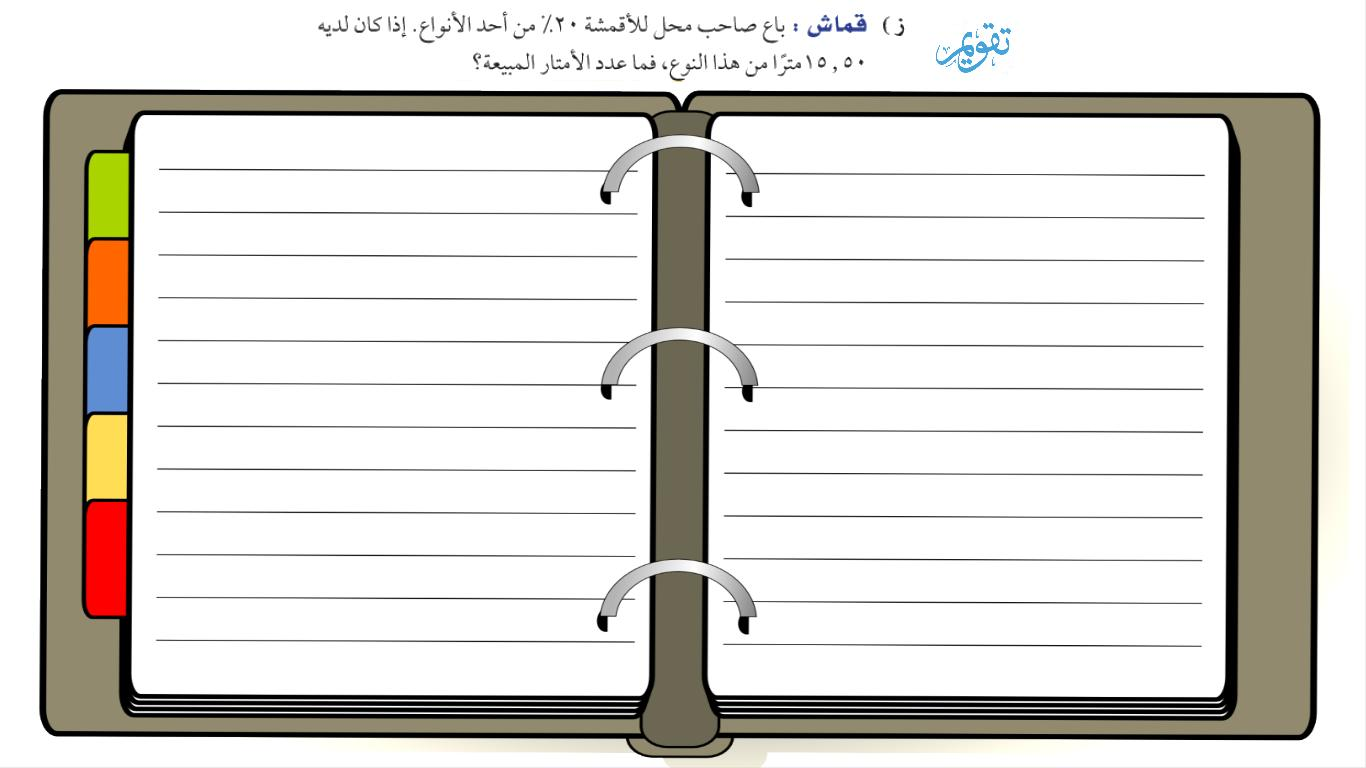 تقويم
ز) قماش : باع صاحب محل للأقمشة ٢٠٪ من أحد الأنواع. إذا كان لديه
١٥,٥٠ مترًا من هذا النوع، فما عدد الأمتار المبيعة؟